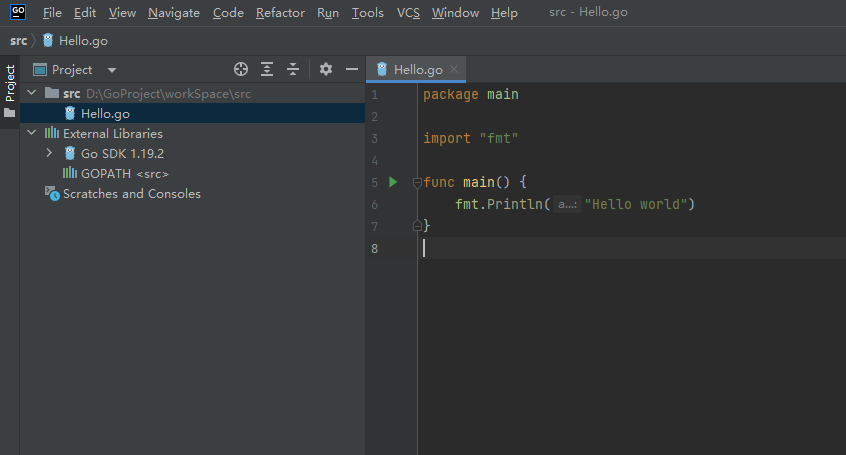 GO File Edit View Navigate Code Refactor Run Tools VCS Window Help src - Hello.go
src Hello.go
Project
Project
Hello.go
src D:\GoProject\workSpace\src
Hello.go
External Libraries
Go SDK 1.19.2
GOPATH <src>
Scratches and Consoles
1 package main
2
3 import "fmt"
4
5 func main() {
6 fmt.Println( a...: "Hello world")
7 }
8